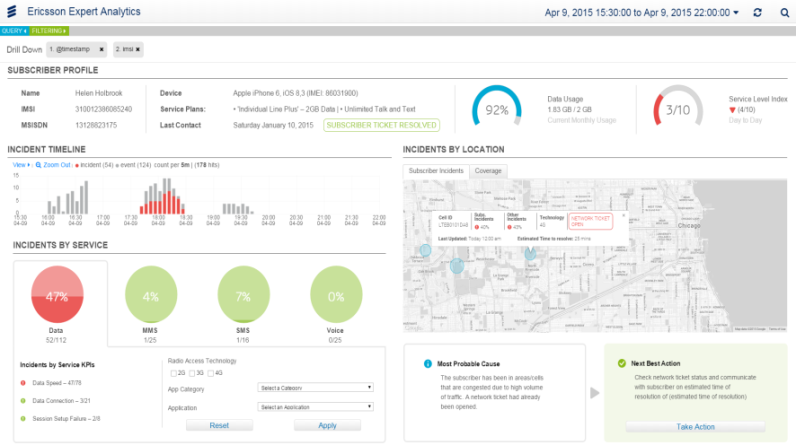 Ericsson Expert Analytics
Apr 9, 2015 15:30:00 to Apr 9, 2015 22:00:00
QUERY FILTERING
Drill Down 1. @timestamp × 2. imsi ×
SUBSCRIBER PROFILE
Name Helen Holbrook
IMSI 310012386085240
MSISDN 13128823175
Device Apple iPhone 6, iOS 8,3 (IMEI: 86031980)
Service Plans: • 'Individual Line Plus' – 2GB Data | • Unlimited Talk and Text
Last Contact Saturday January 10, 2015 SUBSCRIBER TICKET RESOLVED
92%
Data Usage
1.83 GB / 2 GB
Current Monthly Usage
3/10
Service Level Index
(4/10)
Day to Day
INCIDENT TIMELINE
View Zoom Out incident (54) event (124) count per 5m | (178 hits)
15
10
5
0
15:30 16:00 16:30 17:00 17:30 18:00 18:30 19:00 19:30 20:00 20:30 21:00 21:30 22:00
04-09 04-09 04-09 04-09 04-09 04-09 04-09 04-09 04-09 04-09 04-09 04-09 04-09 04-09
INCIDENTS BY SERVICE
47% 4% 7% 0%
Data MMS SMS Voice
52/112 1/25 1/16 0/25
Incidents by Service KPIs
Data Speed – 47/78
Data Connection – 3/21
Session Setup Failure – 2/8
Radio Access Technology
2G 3G 4G
App Category Select a Category
Application Select an Application
Reset Apply
INCIDENTS BY LOCATION
Subscriber Incidents Coverage
Cell ID
Subs. Incidents 40%
Other Incidents 40%
Technology 4G
NETWORK TICKET OPEN
Last Updated: Today 12:00 am Estimated Time to resolve: 25 mins
Chicago
Most Probable Cause
The subscriber has been in areas/cells
that are congested due to high volume
of traffic. A network ticket had already
been opened.
Next Best Action
Check network ticket status and communicate
with subscriber on estimated time of
resolution of (estimated time of resolution)
Take Action